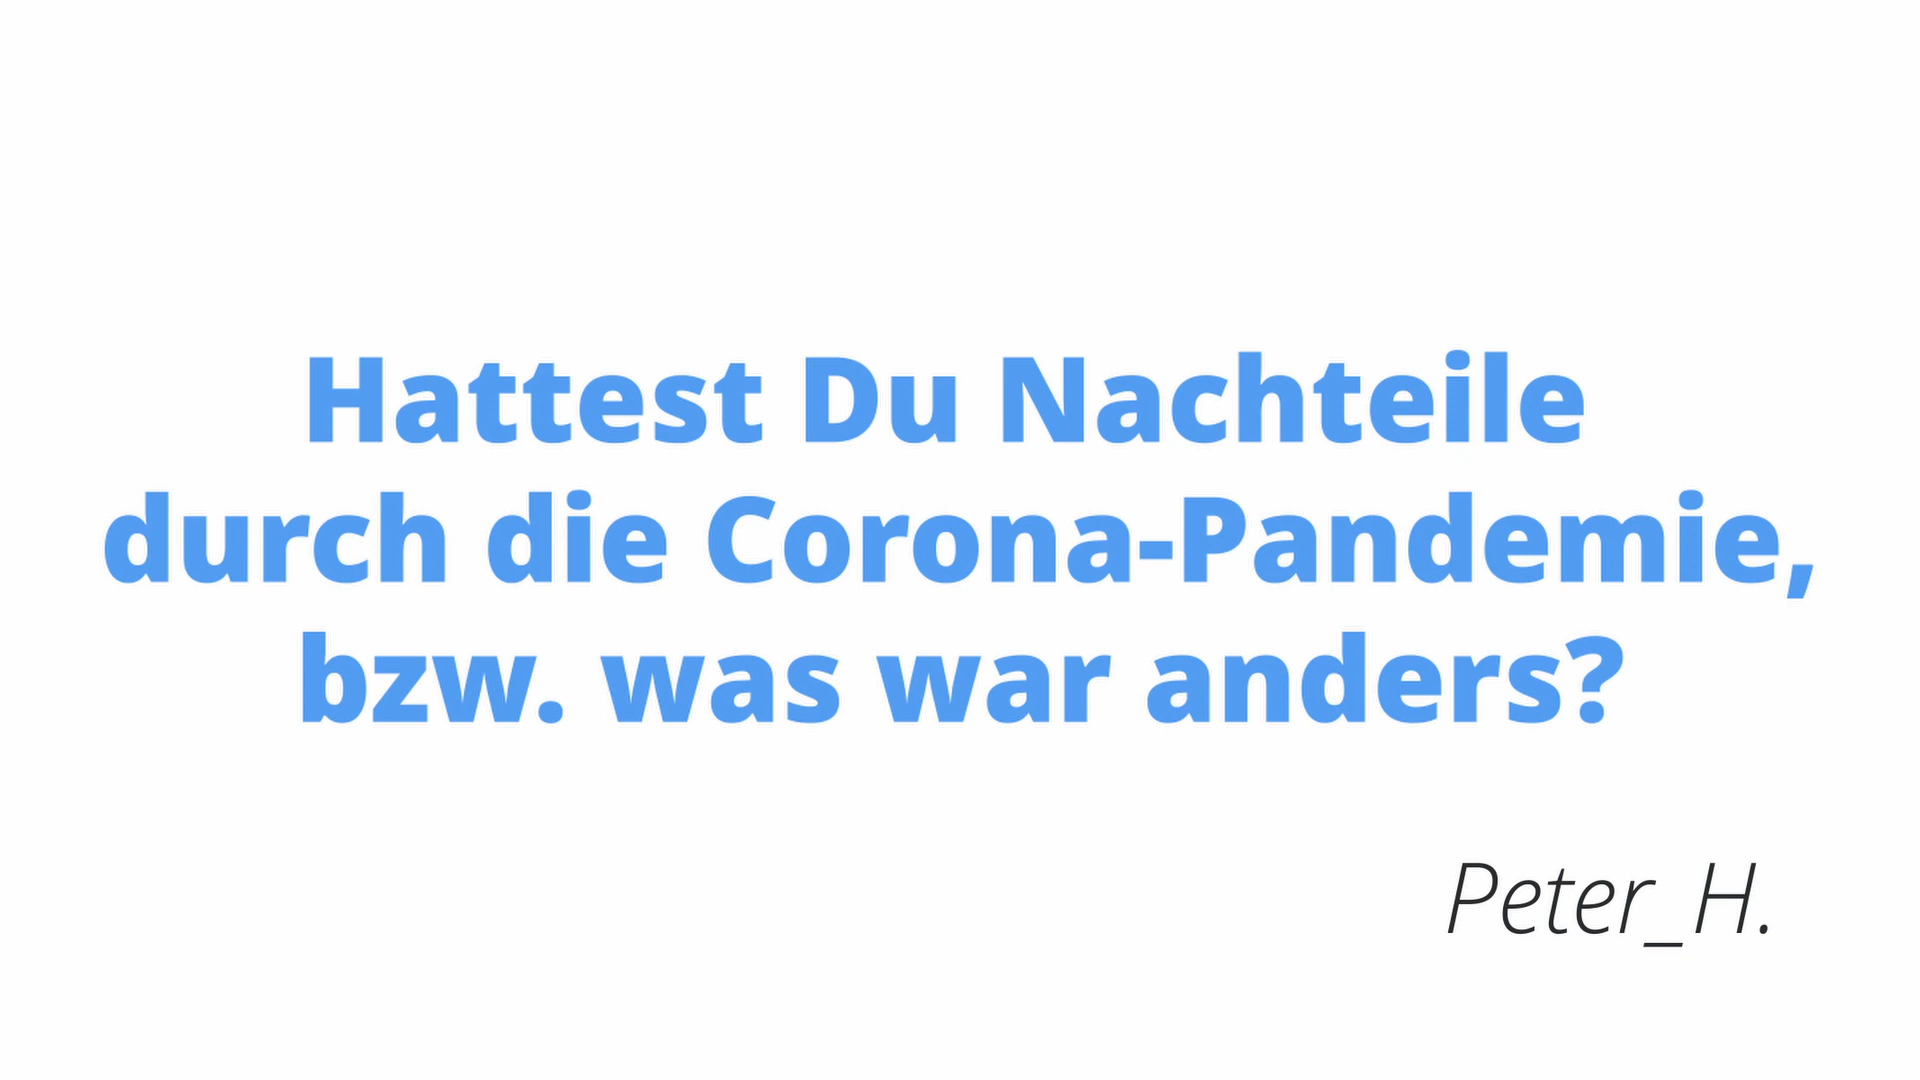 Hattest Du Nachteile
durch die Corona-Pandemie,
bzw. was war anders?
Peter_H.